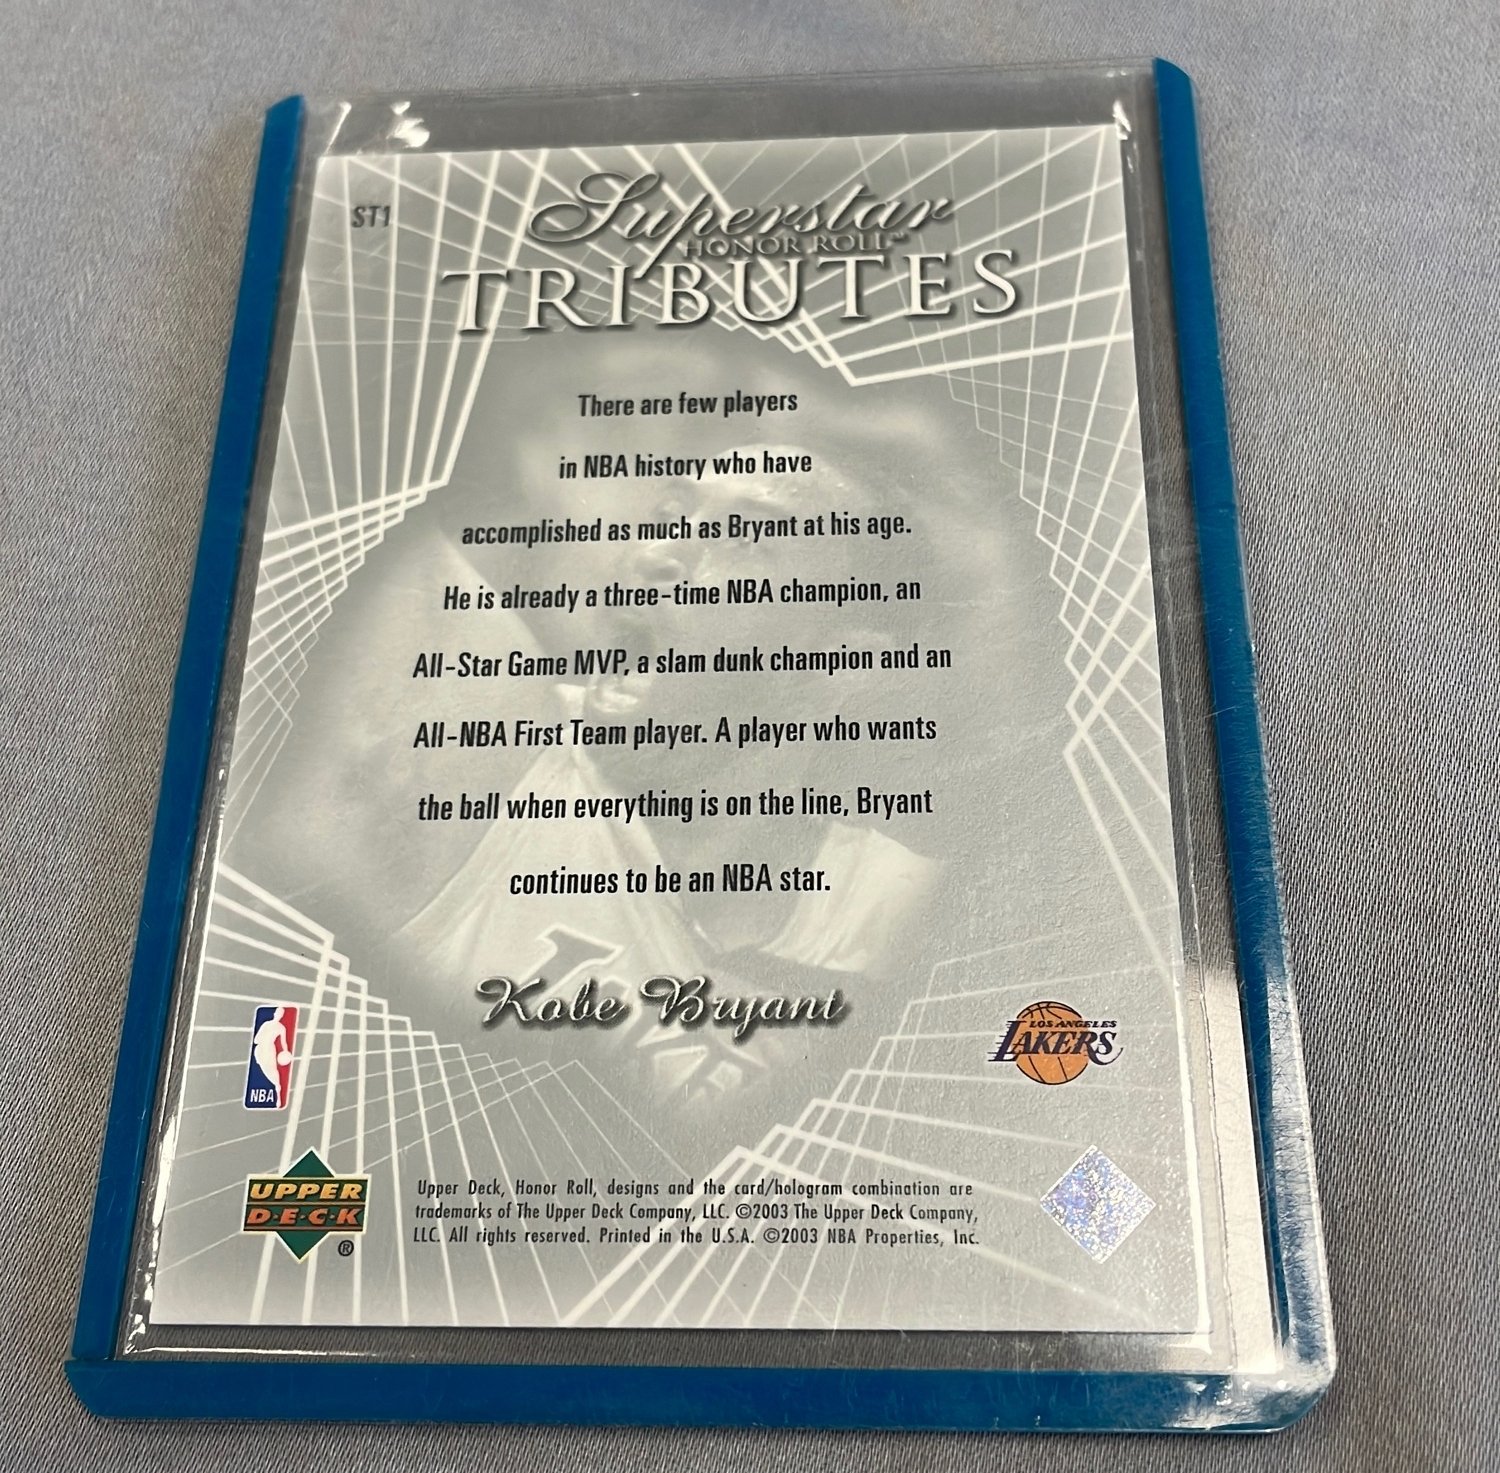 ST1
Superstar
HONOR ROLL™
TRIBUTES
There are few players
in NBA history who have
accomplished as much as Bryant at his age.
He is already a three-time NBA champion, an
All-Star Game MVP, a slam dunk champion and an
All-NBA First Team player. A player who wants
the ball when everything is on the line, Bryant
continues to be an NBA star.
Kobe Bryant
NBA
LOS ANGELES
LAKERS
UPPER
D·E·C·K
®
Upper Deck, Honor Roll, designs and the card/hologram combination are
trademarks of The Upper Deck Company, LLC. ©2003 The Upper Deck Company,
LLC. All rights reserved. Printed in the U.S.A. ©2003 NBA Properties, Inc.